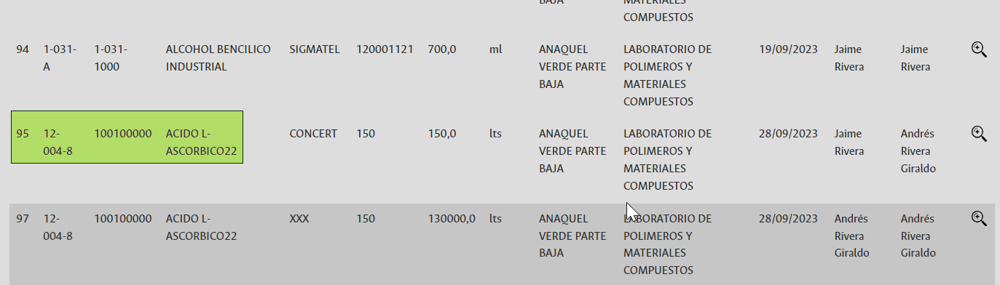 BAJA MATERIALES
COMPUESTOS
94 1-031- 1-031- ALCOHOL BENCILICO SIGMATEL 120001121 700,0 ml ANAQUEL LABORATORIO DE 19/09/2023 Jaime Jaime
A 1000 INDUSTRIAL VERDE PARTE POLIMEROS Y Rivera Rivera
BAJA MATERIALES
COMPUESTOS
95 12- 100100000 ACIDO L- CONCERT 150 150,0 lts ANAQUEL LABORATORIO DE 28/09/2023 Jaime Andrés
004-8 ASCORBICO22 VERDE PARTE POLIMEROS Y Rivera Rivera
BAJA MATERIALES Giraldo
COMPUESTOS
97 12- 100100000 ACIDO L- XXX 150 130000,0 lts ANAQUEL LABORATORIO DE 28/09/2023 Andrés Andrés
004-8 ASCORBICO22 VERDE PARTE POLIMEROS Y Rivera Rivera
BAJA MATERIALES Giraldo Giraldo
COMPUESTOS